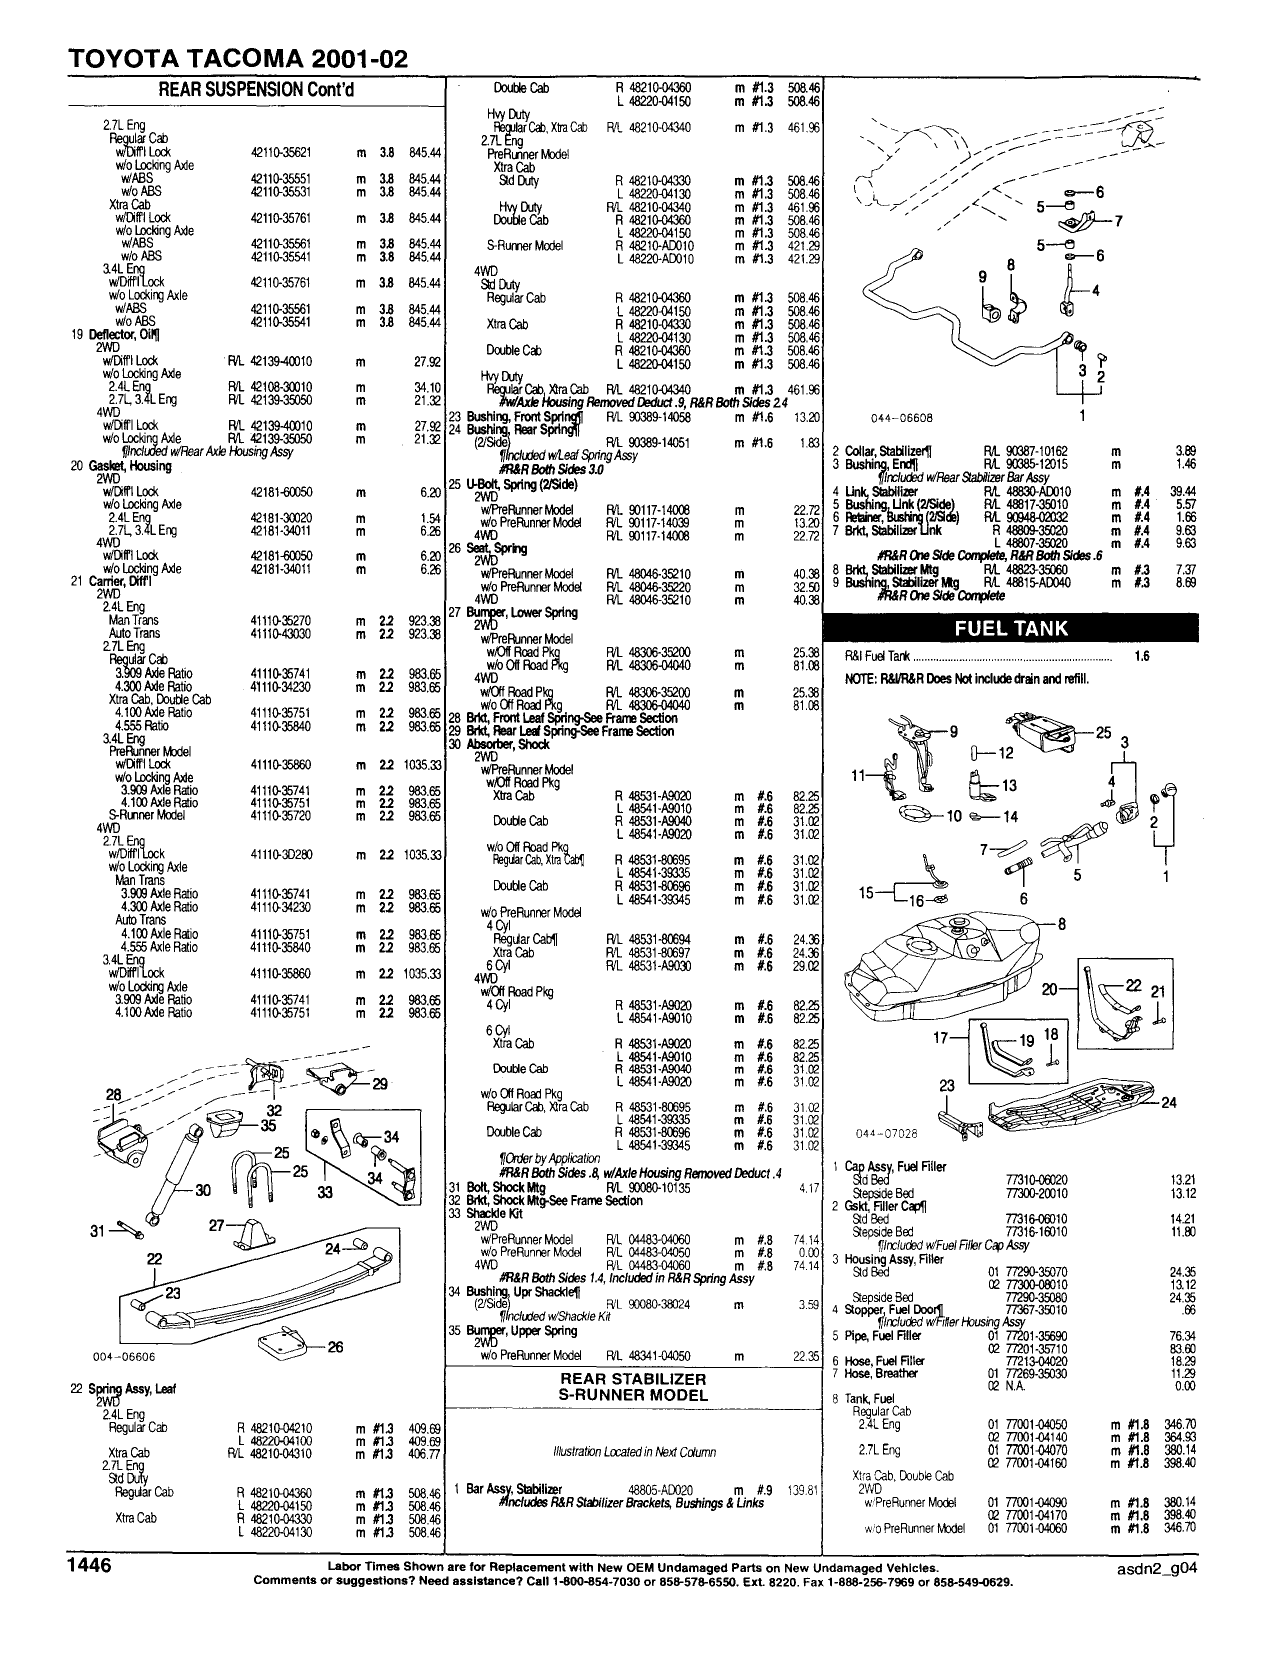 TOYOTA TACOMA 2001-02
REAR SUSPENSION Cont'd
2.7L Eng
Regular Cab
w/Diff'l Lock 42110-35621 m 3.8 845.44
w/o Locking Axle
w/ABS 42110-35551 m 3.8 845.44
w/o ABS 42110-35531 m 3.8 845.44
Xtra Cab
w/Diff'l Lock 42110-35761 m 3.8 845.44
w/o Locking Axle
w/ABS 42110-35561 m 3.8 845.44
w/o ABS 42110-35541 m 3.8 845.44
3.4L Eng
w/Diff'l Lock 42110-35761 m 3.8 845.44
w/o Locking Axle
w/ABS 42110-35561 m 3.8 845.44
w/o ABS 42110-35541 m 3.8 845.44
19 Deflector, Oil¶
2WD
w/Diff'l Lock R/L 42139-40010 m 27.92
w/o Locking Axle
2.4L Eng R/L 42108-30010 m 34.10
2.7L, 3.4L Eng R/L 42139-35050 m 21.32
4WD
w/Diff'l Lock R/L 42139-40010 m 27.92
w/o Locking Axle R/L 42139-35050 m 21.32
¶Included w/Rear Axle Housing Assy
20 Gasket, Housing
2WD
w/Diff'l Lock 42181-60050 m 6.20
w/o Locking Axle
2.4L Eng 42181-30020 m 1.54
2.7L, 3.4L Eng 42181-34011 m 6.26
4WD
w/Diff'l Lock 42181-60050 m 6.20
w/o Locking Axle 42181-34011 m 6.26
21 Carrier, Diff'l
2WD
2.4L Eng
Man Trans 41110-35270 m 2.2 923.38
Auto Trans 41110-43030 m 2.2 923.38
2.7L Eng
Regular Cab
3.909 Axle Ratio 41110-35741 m 2.2 983.65
4.300 Axle Ratio 41110-34230 m 2.2 983.65
Xtra Cab, Double Cab
4.100 Axle Ratio 41110-35751 m 2.2 983.65
4.555 Ratio 41110-35840 m 2.2 983.65
3.4L Eng
PreRunner Model
w/Diff'l Lock 41110-35860 m 2.2 1035.33
w/o Locking Axle
3.909 Axle Ratio 41110-35741 m 2.2 983.65
4.100 Axle Ratio 41110-35751 m 2.2 983.65
S-Runner Model 41110-35720 m 2.2 983.65
4WD
2.7L Eng
w/Diff'l Lock 41110-3D280 m 2.2 1035.33
w/o Locking Axle
Man Trans
3.909 Axle Ratio 41110-35741 m 2.2 983.65
4.300 Axle Ratio 41110-34230 m 2.2 983.65
Auto Trans
4.100 Axle Ratio 41110-35751 m 2.2 983.65
4.555 Axle Ratio 41110-35840 m 2.2 983.65
3.4L Eng
w/Diff'l Lock 41110-35860 m 2.2 1035.33
w/o Locking Axle
3.909 Axle Ratio 41110-35741 m 2.2 983.65
4.100 Axle Ratio 41110-35751 m 2.2 983.65
28
32
29
35
34
25
25
30
33
34
31
27
22
24
23
26
004-06606
22 Spring Assy, Leaf
2WD
2.4L Eng
Regular Cab R 48210-04210 m #1.3 409.69
L 48220-04100 m #1.3 409.69
Xtra Cab R/L 48210-04310 m #1.3 406.77
2.7L Eng
Std Duty
Regular Cab R 48210-04360 m #1.3 508.46
L 48220-04150 m #1.3 508.46
Xtra Cab R 48210-04330 m #1.3 508.46
L 48220-04130 m #1.3 508.46
Double Cab R 48210-04360 m #1.3 508.46
L 48220-04150 m #1.3 508.46
Hvy Duty
Regular Cab, Xtra Cab R/L 48210-04340 m #1.3 461.96
2.7L Eng
PreRunner Model
Xtra Cab
Std Duty R 48210-04330 m #1.3 508.46
L 48220-04130 m #1.3 508.46
Hvy Duty R/L 48210-04340 m #1.3 461.96
Double Cab R 48210-04360 m #1.3 508.46
L 48220-04150 m #1.3 508.46
S-Runner Model R 48210-AD010 m #1.3 421.29
L 48220-AD010 m #1.3 421.29
4WD
Std Duty
Regular Cab R 48210-04360 m #1.3 508.46
L 48220-04150 m #1.3 508.46
Xtra Cab R 48210-04330 m #1.3 508.46
L 48220-04130 m #1.3 508.46
Double Cab R 48210-04360 m #1.3 508.46
L 48220-04150 m #1.3 508.46
Hvy Duty
Regular Cab, Xtra Cab R/L 48210-04340 m #1.3 461.96
#w/Axle Housing Removed Deduct .9, R&R Both Sides 2.4
23 Bushing, Front Spring¶ R/L 90389-14058 m #1.6 13.20
24 Bushing, Rear Spring¶
(2/Side) R/L 90389-14051 m #1.6 1.83
¶Included w/Leaf Spring Assy
#R&R Both Sides 3.0
25 U-Bolt, Spring (2/Side)
2WD
w/PreRunner Model R/L 90117-14008 m 22.72
w/o PreRunner Model R/L 90117-14039 m 13.20
4WD R/L 90117-14008 m 22.72
26 Seat, Spring
2WD
w/PreRunner Model R/L 48046-35210 m 40.38
w/o PreRunner Model R/L 48046-35220 m 32.50
4WD R/L 48046-35210 m 40.38
27 Bumper, Lower Spring
2WD
w/PreRunner Model
w/Off Road Pkg R/L 48306-35200 m 25.38
w/o Off Road Pkg R/L 48306-04040 m 81.08
4WD
w/Off Road Pkg R/L 48306-35200 m 25.38
w/o Off Road Pkg R/L 48306-04040 m 81.08
28 Brkt, Front Leaf Spring-See Frame Section
29 Brkt, Rear Leaf Spring-See Frame Section
30 Absorber, Shock
2WD
w/PreRunner Model
w/Off Road Pkg
Xtra Cab R 48531-A9020 m #.6 82.25
L 48541-A9010 m #.6 82.25
Double Cab R 48531-A9040 m #.6 31.02
L 48541-A9020 m #.6 31.02
w/o Off Road Pkg
Regular Cab, Xtra Cab¶ R 48531-80695 m #.6 31.02
L 48541-39335 m #.6 31.02
Double Cab R 48531-80696 m #.6 31.02
L 48541-39345 m #.6 31.02
w/o PreRunner Model
4 Cyl
Regular Cab¶ R/L 48531-80694 m #.6 24.36
Xtra Cab R/L 48531-80697 m #.6 24.36
6 Cyl R/L 48531-A9030 m #.6 29.02
4WD
w/Off Road Pkg
4 Cyl R 48531-A9020 m #.6 82.25
L 48541-A9010 m #.6 82.25
6 Cyl
Xtra Cab R 48531-A9020 m #.6 82.25
L 48541-A9010 m #.6 82.25
Double Cab R 48531-A9040 m #.6 31.02
L 48541-A9020 m #.6 31.02
w/o Off Road Pkg
Regular Cab, Xtra Cab R 48531-80695 m #.6 31.02
L 48541-39335 m #.6 31.02
Double Cab R 48531-80696 m #.6 31.02
L 48541-39345 m #.6 31.02
¶Order by Application
#R&R Both Sides .8, w/Axle Housing Removed Deduct .4
31 Bolt, Shock Mtg R/L 90080-10135 4.17
32 Brkt, Shock Mtg-See Frame Section
33 Shackle Kit
2WD
w/PreRunner Model R/L 04483-04060 m #.8 74.14
w/o PreRunner Model R/L 04483-04050 m #.8 0.00
4WD R/L 04483-04060 m #.8 74.14
#R&R Both Sides 1.4, Included in R&R Spring Assy
34 Bushing, Upr Shackle¶
(2/Side) R/L 90080-38024 m 3.59
¶Included w/Shackle Kit
35 Bumper, Upper Spring
2WD
w/o PreRunner Model R/L 48341-04050 m 22.35
REAR STABILIZER
S-RUNNER MODEL
Illustration Located in Next Column
1 Bar Assy, Stabilizer 48805-AD020 m #.9 139.81
#Includes R&R Stabilizer Brackets, Bushings & Links
6
5
7
5
6
8
9
4
3
2
1
044-06608
2 Collar, Stabilizer¶ R/L 90387-10162 m 3.89
3 Bushing, End¶ R/L 90385-12015 m 1.46
¶Included w/Rear Stabilizer Bar Assy
4 Link, Stabilizer R/L 48830-AD010 m #.4 39.44
5 Bushing, Link (2/Side) R/L 48817-35010 m #.4 5.57
6 Retainer, Bushing (2/Side) R/L 90948-02032 m #.4 1.66
7 Brkt, Stabilizer Link R 48809-35020 m #.4 9.63
L 48807-35020 m #.4 9.63
#R&R One Side Complete, R&R Both Sides .6
8 Brkt, Stabilizer Mtg R/L 48823-35060 m #.3 7.37
9 Bushing, Stabilizer Mtg R/L 48815-AD040 m #.3 8.69
#R&R One Side Complete
FUEL TANK
R&I Fuel Tank 1.6
NOTE: R&I/R&R Does Not include drain and refill.
9
25
12
3
11
13
4
10
14
2
7
5
1
15
16
6
8
20
22
21
17
19
18
23
24
044-07028
1 Cap Assy, Fuel Filler
Std Bed 77310-06020 13.21
Stepside Bed 77300-20010 13.12
2 Gskt, Filler Cap¶
Std Bed 77316-06010 14.21
Stepside Bed 77316-16010 11.80
¶Included w/Fuel Filler Cap Assy
3 Housing Assy, Filler
Std Bed 01 77290-35070 24.35
02 77300-08010 13.12
Stepside Bed 77290-35080 24.35
4 Stopper, Fuel Door¶ 77367-35010 .66
¶Included w/Filler Housing Assy
5 Pipe, Fuel Filler 01 77201-35690 76.34
02 77201-35710 83.60
6 Hose, Fuel Filler 77213-04020 18.29
7 Hose, Breather 01 77269-35030 11.29
02 N.A. 0.00
8 Tank, Fuel
Regular Cab
2.4L Eng 01 77001-04050 m #1.8 346.70
02 77001-04140 m #1.8 364.93
2.7L Eng 01 77001-04070 m #1.8 380.14
02 77001-04160 m #1.8 398.40
Xtra Cab, Double Cab
2WD
w/PreRunner Model 01 77001-04090 m #1.8 380.14
02 77001-04170 m #1.8 398.40
w/o PreRunner Model 01 77001-04060 m #1.8 346.70
1446
Labor Times Shown are for Replacement with New OEM Undamaged Parts on New Undamaged Vehicles.
Comments or suggestions? Need assistance? Call 1-800-854-7030 or 858-578-6550. Ext. 8220. Fax 1-888-256-7969 or 858-549-0629.
asdn2_g04